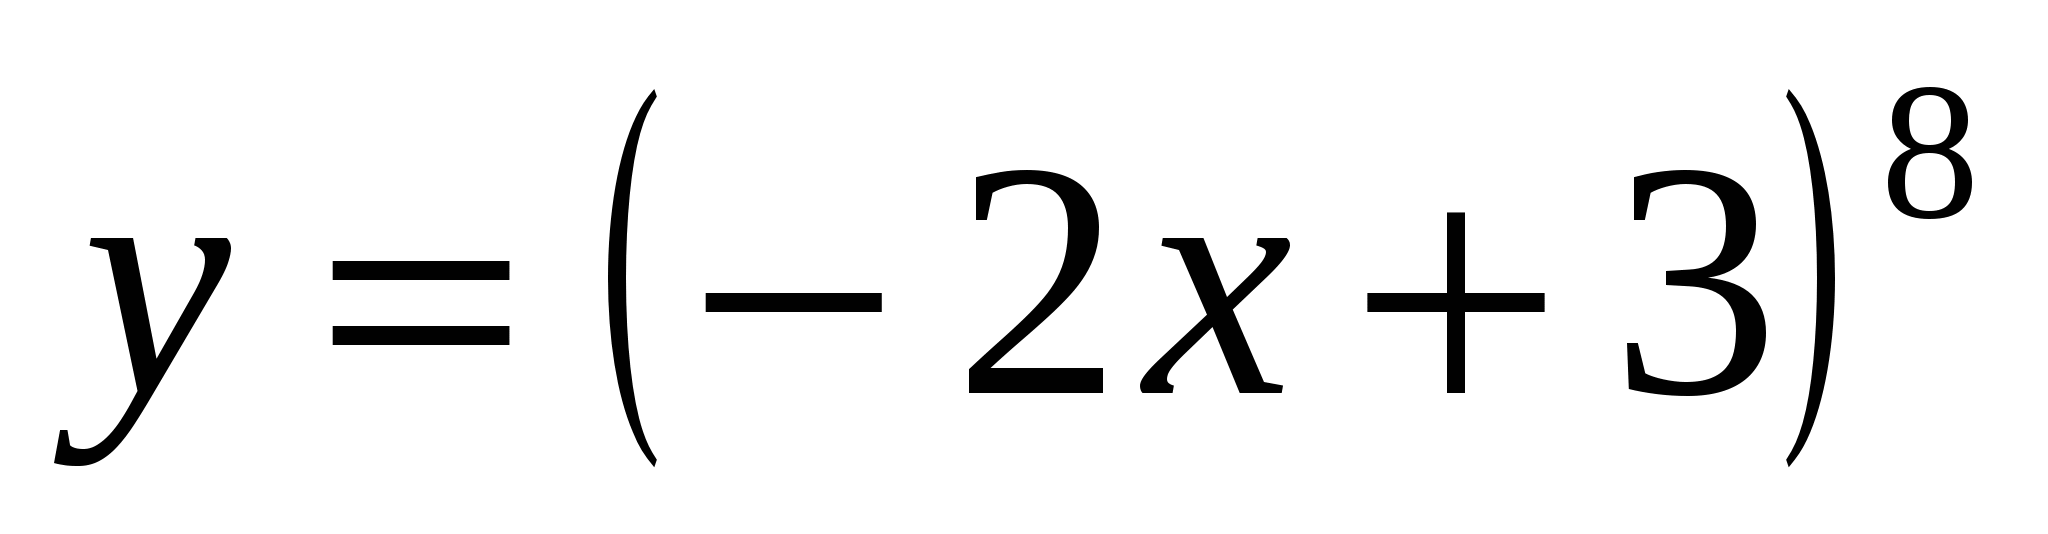 y = (−2x + 3)⁸